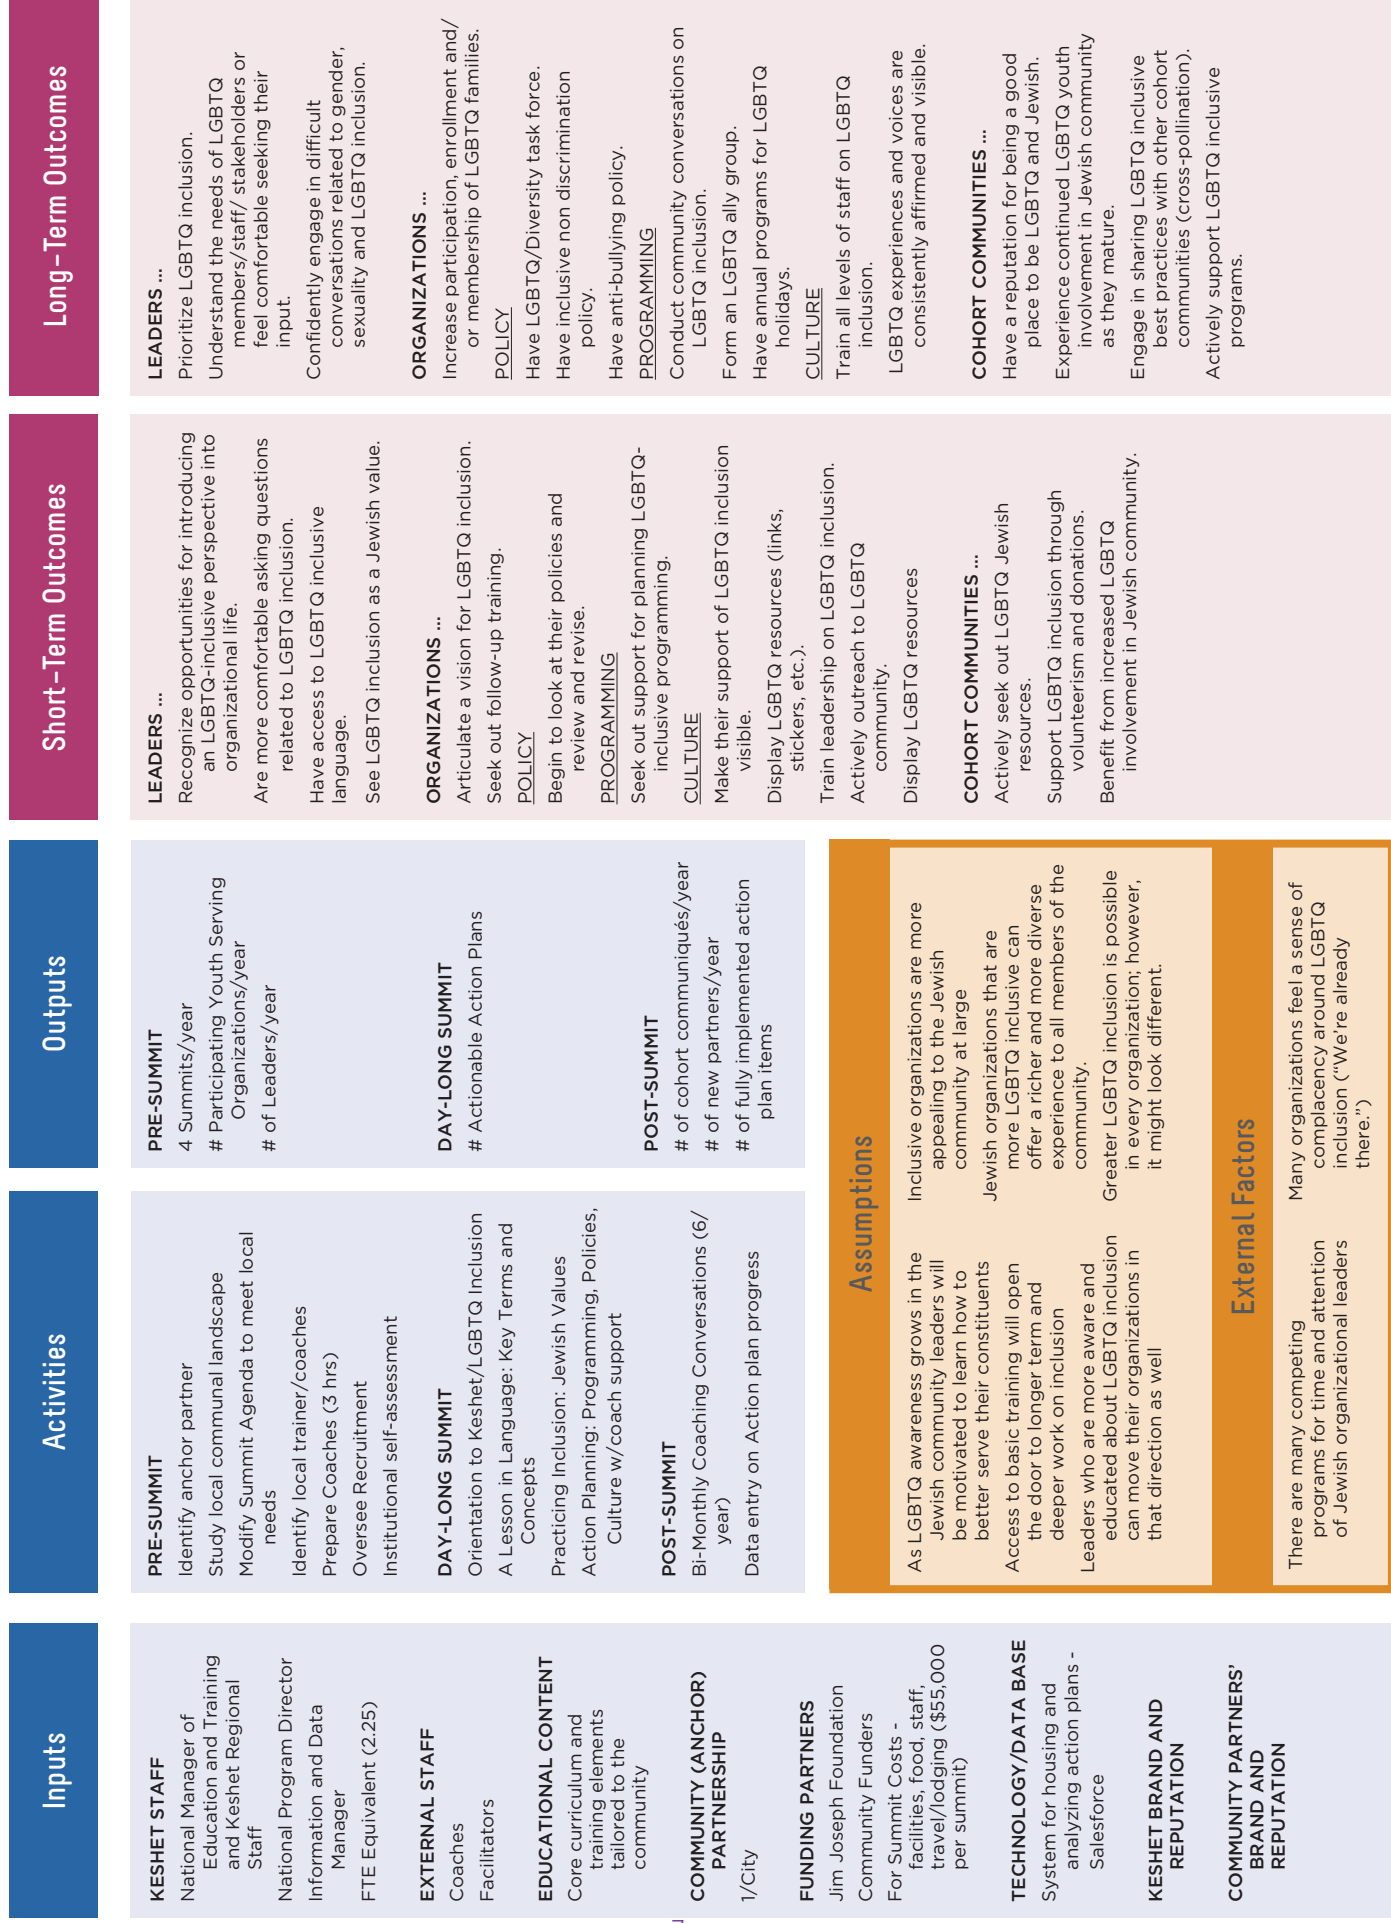 Inputs
KESHET STAFF
National Manager of
Education and Training
and Keshet Regional
Staff
National Program Director
Information and Data
Manager
FTE Equivalent (2.25)
EXTERNAL STAFF
Coaches
Facilitators
EDUCATIONAL CONTENT
Core curriculum and
training elements
tailored to the
community
COMMUNITY (ANCHOR)
PARTNERSHIP
1/City
FUNDING PARTNERS
Jim Joseph Foundation
Community Funders
For Summit Costs -
facilities, food, staff,
travel/lodging ($55,000
per summit)
TECHNOLOGY/DATA BASE
System for housing and
analyzing action plans -
Salesforce
KESHET BRAND AND
REPUTATION
COMMUNITY PARTNERS’
BRAND AND
REPUTATION
Activities
PRE-SUMMIT
Identify anchor partner
Study local communal landscape
Modify Summit Agenda to meet local
needs
Identify local trainer/coaches
Prepare Coaches (3 hrs)
Oversee Recruitment
Institutional self-assessment
DAY-LONG SUMMIT
Orientation to Keshet/LGBTQ Inclusion
A Lesson in Language: Key Terms and
Concepts
Practicing Inclusion: Jewish Values
Action Planning: Programming, Policies,
Culture w/coach support
POST-SUMMIT
Bi-Monthly Coaching Conversations (6/
year)
Data entry on Action plan progress
Outputs
PRE-SUMMIT
4 Summits/year
# Participating Youth Serving
Organizations/year
# of Leaders/year
DAY-LONG SUMMIT
# Actionable Action Plans
POST-SUMMIT
# of cohort communiqués/year
# of new partners/year
# of fully implemented action
plan items
Assumptions
As LGBTQ awareness grows in the
Jewish community leaders will
be motivated to learn how to
better serve their constituents
Access to basic training will open
the door to longer term and
deeper work on inclusion
Leaders who are more aware and
educated about LGBTQ inclusion
can move their organizations in
that direction as well
Inclusive organizations are more
appealing to the Jewish
community at large
Jewish organizations that are
more LGBTQ inclusive can
offer a richer and more diverse
experience to all members of the
community.
Greater LGBTQ inclusion is possible
in every organization; however,
it might look different.
External Factors
There are many competing
programs for time and attention
of Jewish organizational leaders
Many organizations feel a sense of
complacency around LGBTQ
inclusion (“We’re already
there.”)
Short-Term Outcomes
LEADERS ...
Recognize opportunities for introducing
an LGBTQ-inclusive perspective into
organizational life.
Are more comfortable asking questions
related to LGBTQ inclusion.
Have access to LGBTQ inclusive
language.
See LGBTQ inclusion as a Jewish value.
ORGANIZATIONS ...
Articulate a vision for LGBTQ inclusion.
Seek out follow-up training.
POLICY
Begin to look at their policies and
review and revise.
PROGRAMMING
Seek out support for planning LGBTQ-
inclusive programming.
CULTURE
Make their support of LGBTQ inclusion
visible.
Display LGBTQ resources (links,
stickers, etc.).
Train leadership on LGBTQ inclusion.
Actively outreach to LGBTQ
community.
Display LGBTQ resources
COHORT COMMUNITIES ...
Actively seek out LGBTQ Jewish
resources.
Support LGBTQ inclusion through
volunteerism and donations.
Benefit from increased LGBTQ
involvement in Jewish community.
Long-Term Outcomes
LEADERS ...
Prioritize LGBTQ inclusion.
Understand the needs of LGBTQ
members/staff/ stakeholders or
feel comfortable seeking their
input.
Confidently engage in difficult
conversations related to gender,
sexuality and LGBTQ inclusion.
ORGANIZATIONS ...
Increase participation, enrollment and/
or membership of LGBTQ families.
POLICY
Have LGBTQ/Diversity task force.
Have inclusive non discrimination
policy.
Have anti-bullying policy.
PROGRAMMING
Conduct community conversations on
LGBTQ inclusion.
Form an LGBTQ ally group.
Have annual programs for LGBTQ
holidays.
CULTURE
Train all levels of staff on LGBTQ
inclusion.
LGBTQ experiences and voices are
consistently affirmed and visible.
COHORT COMMUNITIES ...
Have a reputation for being a good
place to be LGBTQ and Jewish.
Experience continued LGBTQ youth
involvement in Jewish community
as they mature.
Engage in sharing LGBTQ inclusive
best practices with other cohort
communities (cross-pollination).
Actively support LGBTQ inclusive
programs.